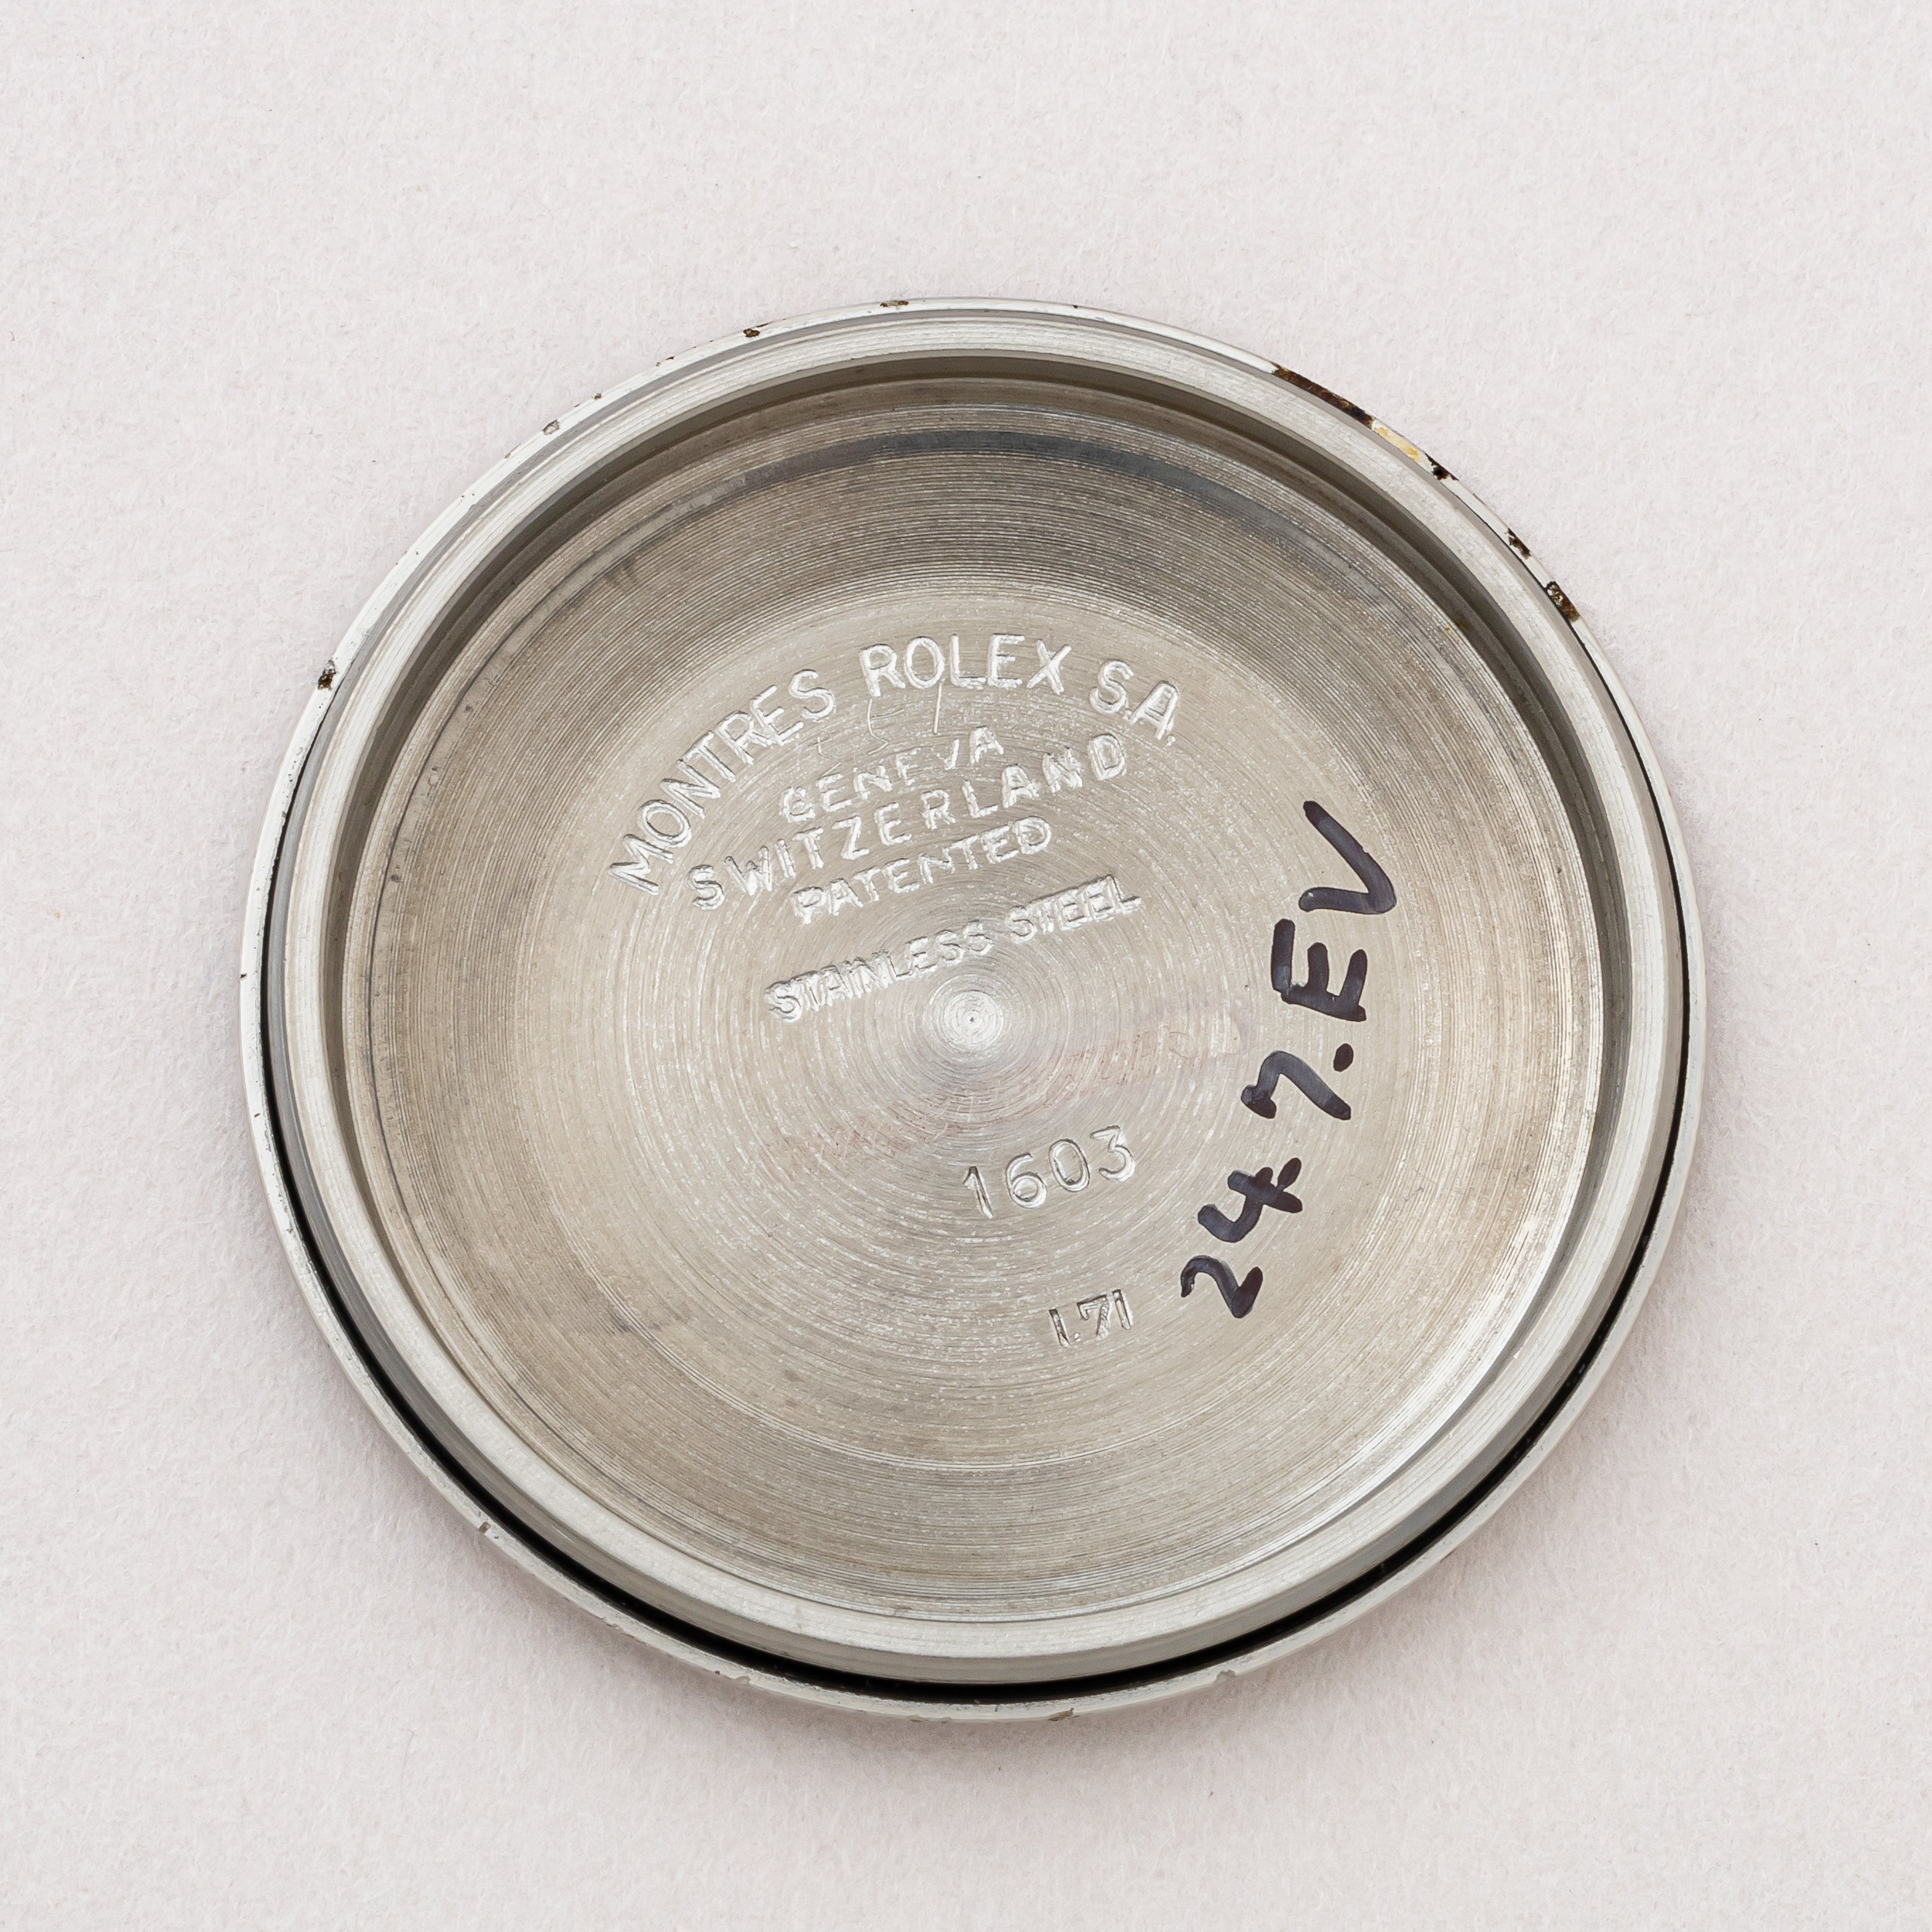 MONTRES ROLEX S.A.
GENEVA
SWITZERLAND
PATENTED
STAINLESS STEEL
1603
I.71
247.EV